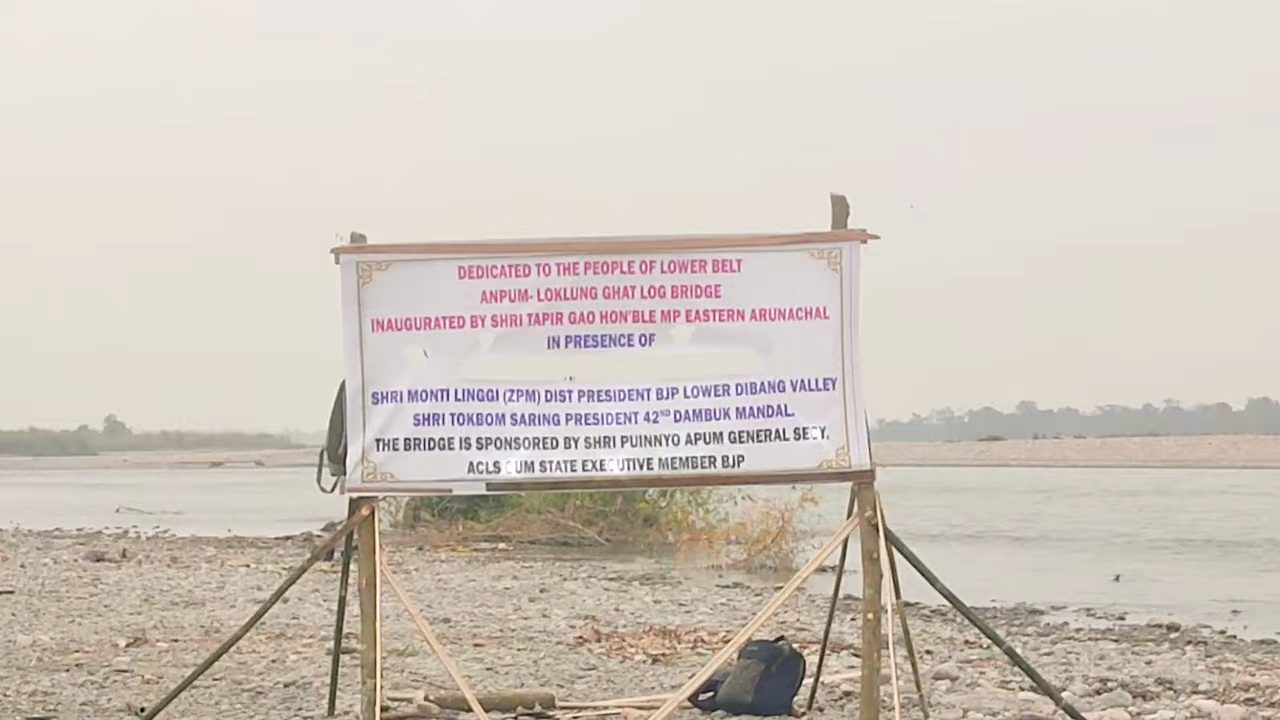 DEDICATED TO THE PEOPLE OF LOWER BELT
ANPUM- LOKLUNG GHAT LOG BRIDGE
INAUGURATED BY SHRI TAPIR GAO HON'BLE MP EASTERN ARUNACHAL
IN PRESENCE OF
SHRI MONTI LINGGI (ZPM) DIST PRESIDENT BJP LOWER DIBANG VALLEY
SHRI TOKBOM SARING PRESIDENT 42ND DAMBUK MANDAL.
THE BRIDGE IS SPONSORED BY SHRI PUINNYO APUM GENERAL SECY.
ACLS CUM STATE EXECUTIVE MEMBER BJP